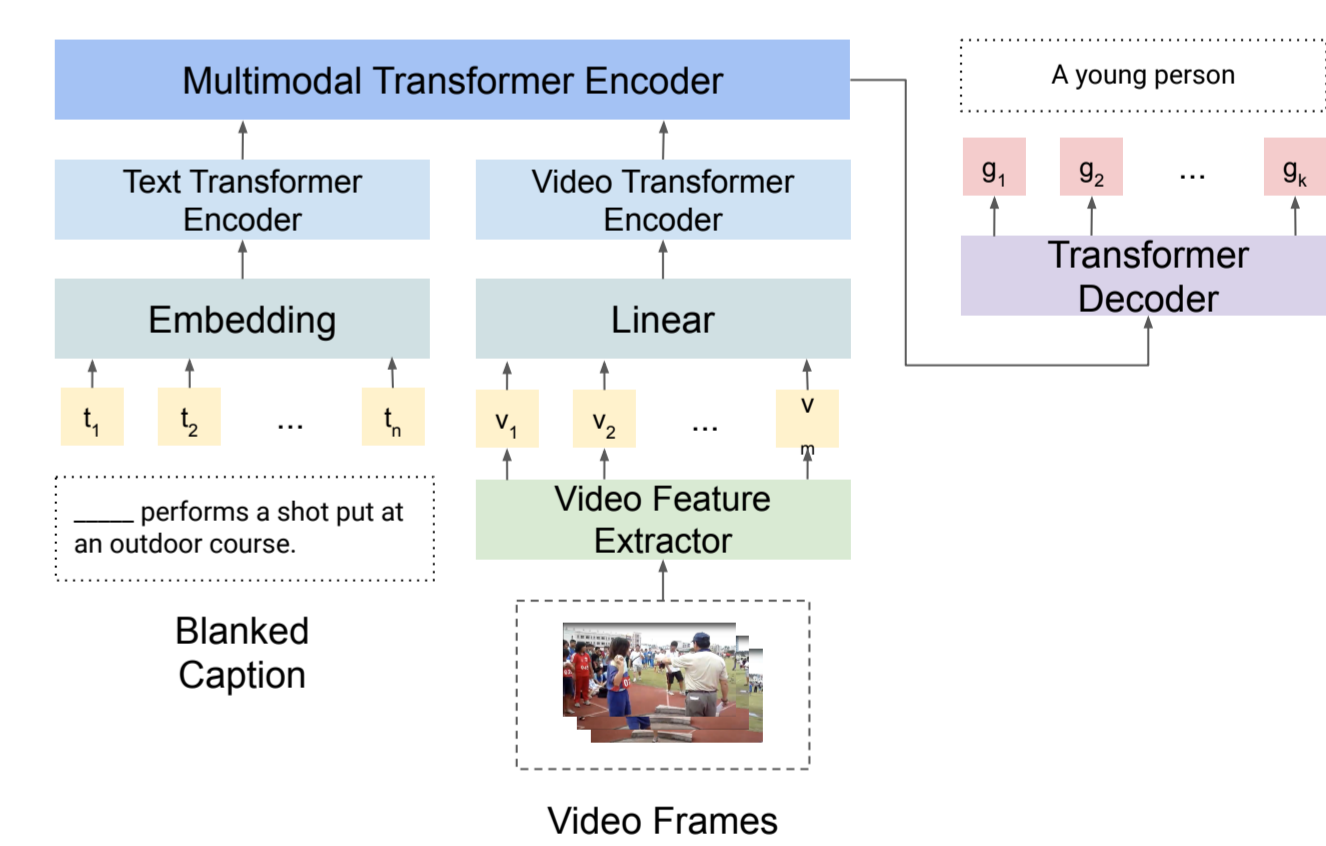 Multimodal Transformer Encoder
Text Transformer
Encoder
Video Transformer
Encoder
Embedding
Linear
t1 t2 ... tn
v1 v2 ... v
m
_____ performs a shot put at
an outdoor course.
Video Feature
Extractor
Blanked
Caption
Video Frames
A young person
g1 g2 ... gk
Transformer
Decoder